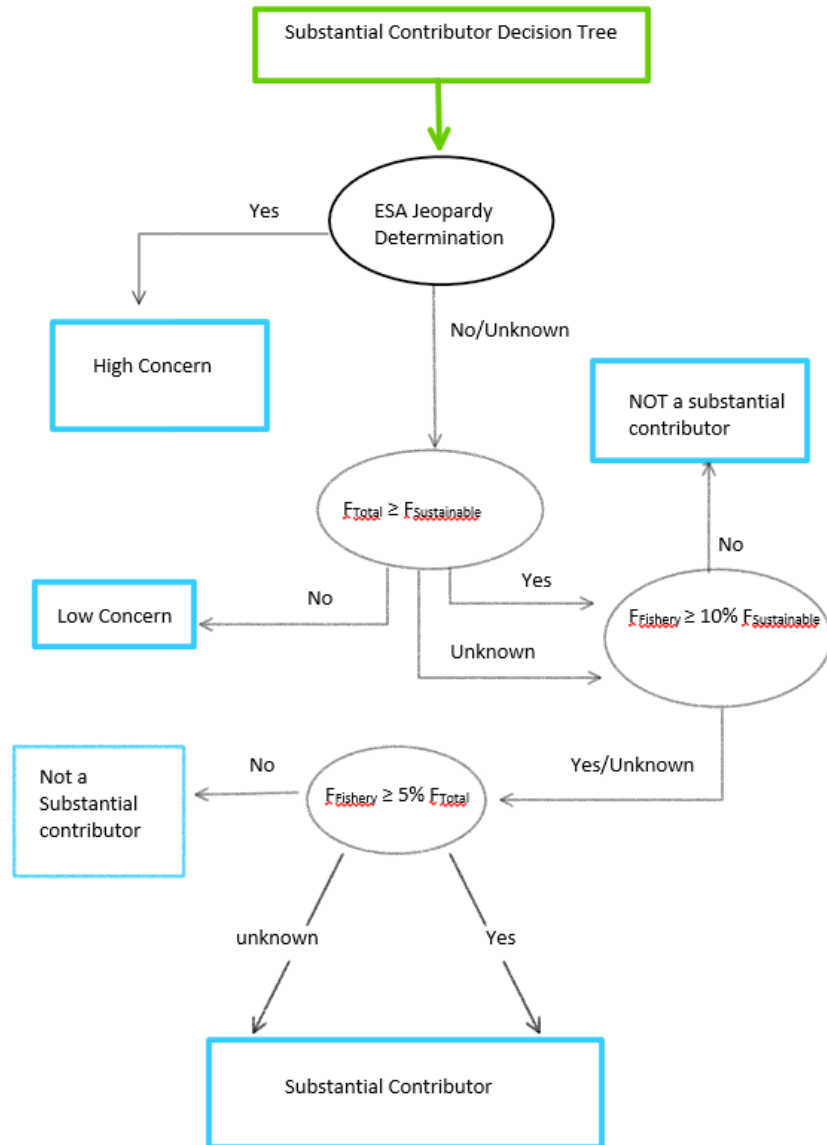 Substantial Contributor Decision Tree
Yes
ESA Jeopardy
Determination
No/Unknown
High Concern
NOT a substantial
contributor
FTotal ≥ FSustainable
No
Yes
No
Low Concern
FFishery ≥ 10% FSustainable
Unknown
Not a
Substantial
contributor
No
Yes/Unknown
FFishery ≥ 5% FTotal
unknown
Yes
Substantial Contributor